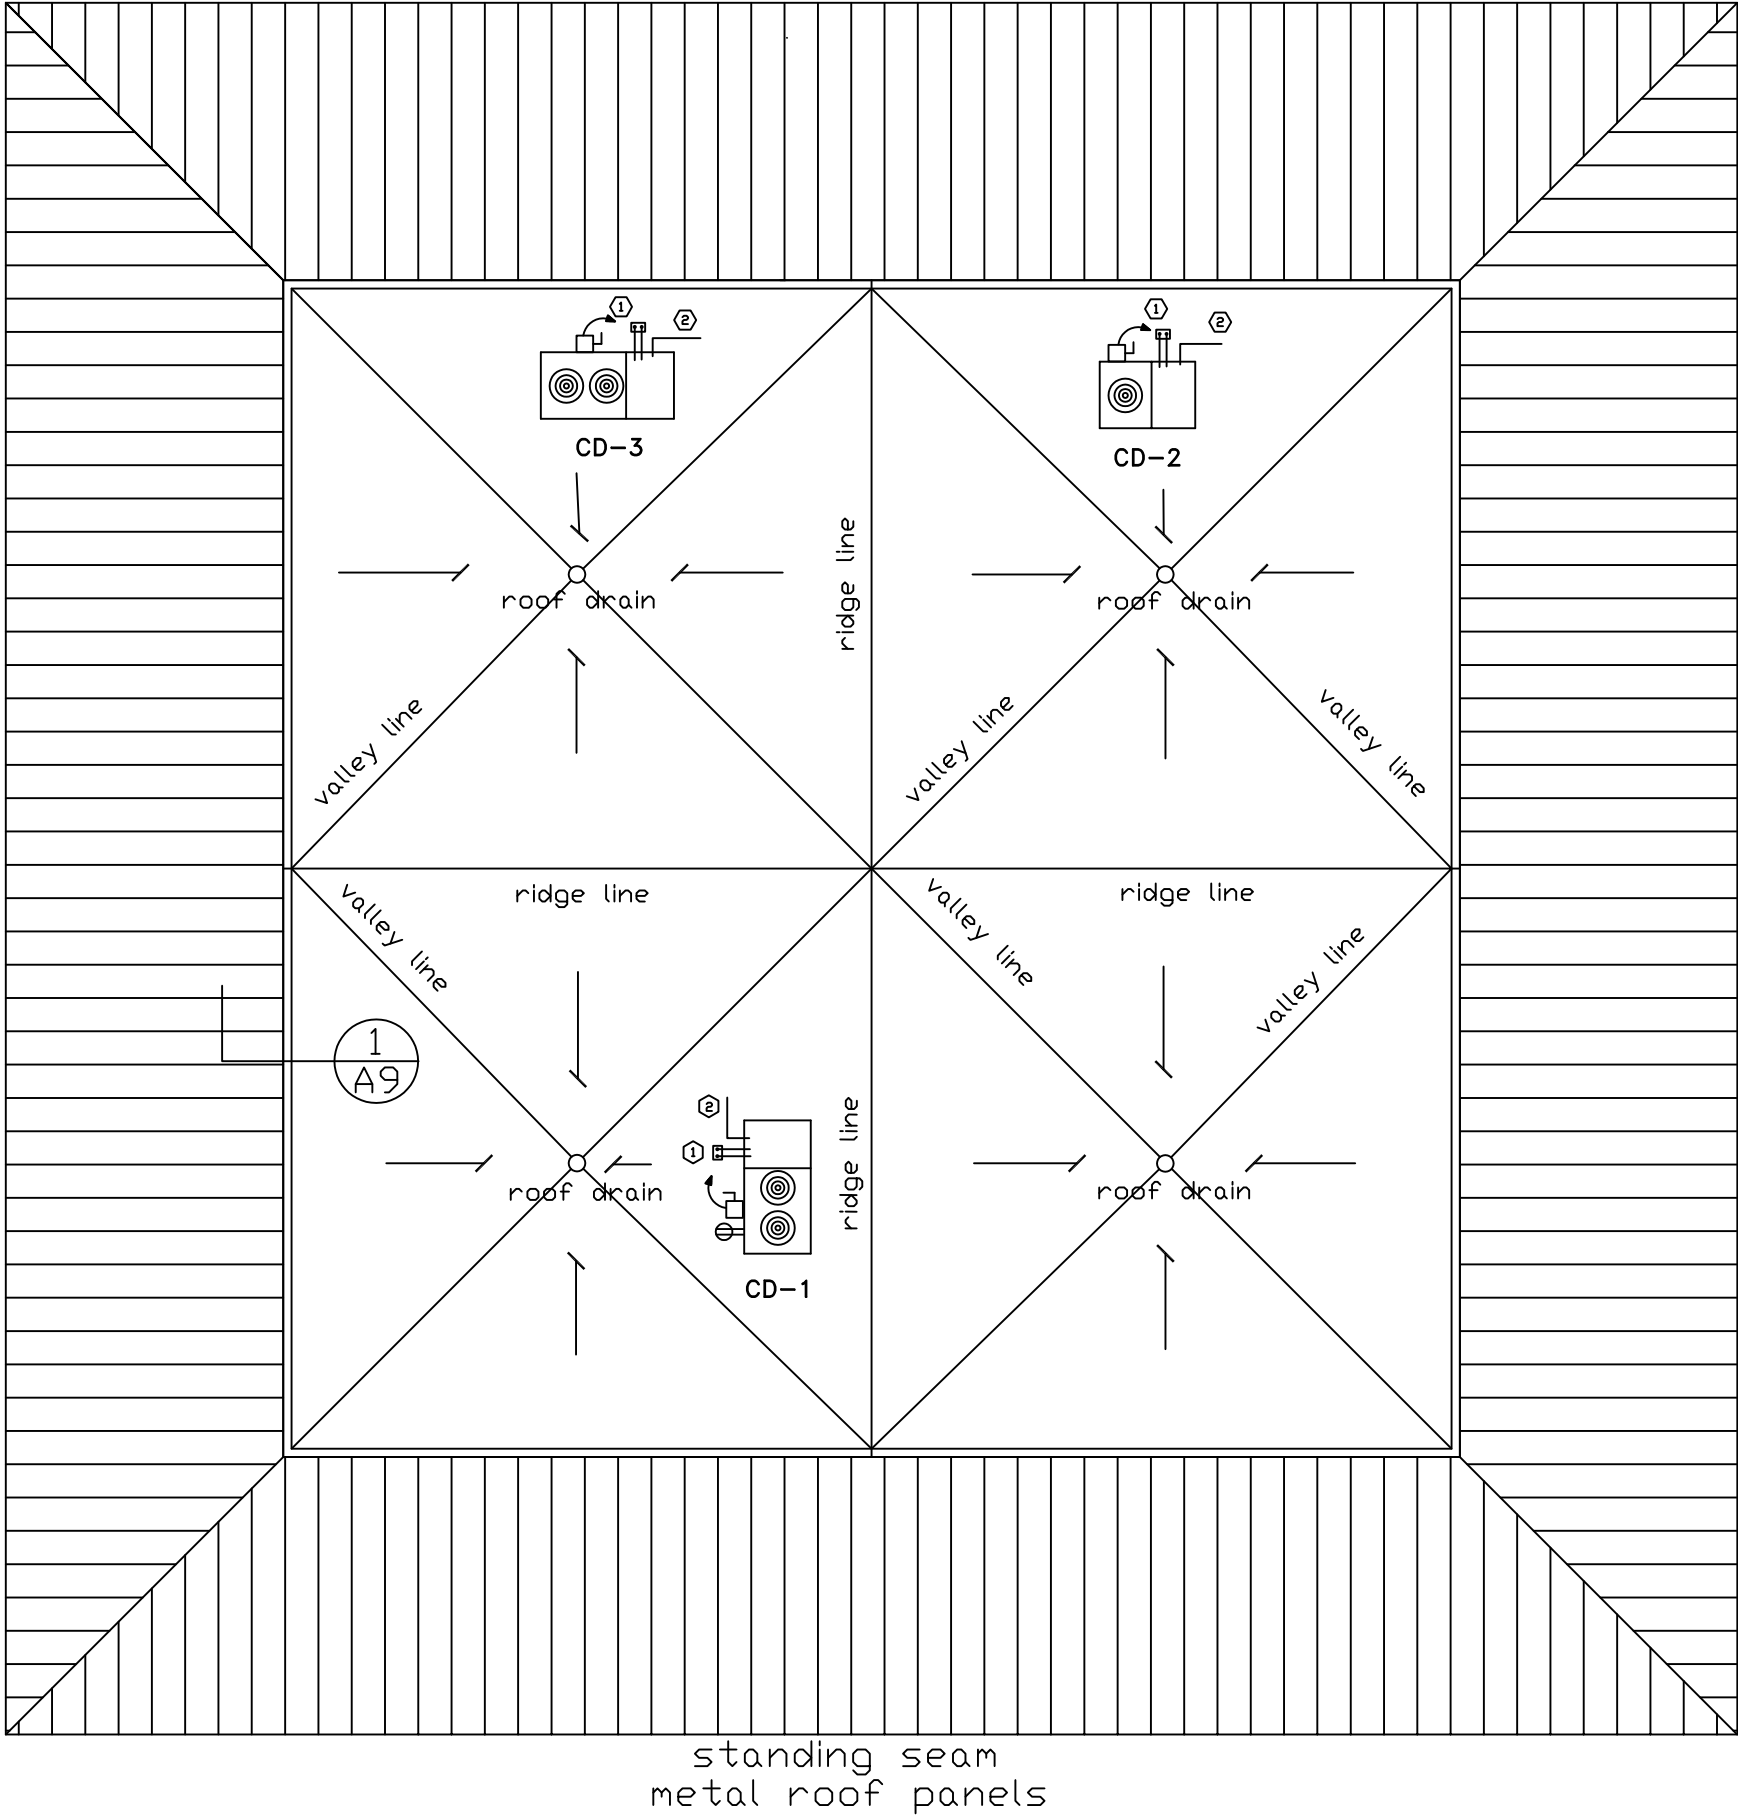 1
2
1
2
CD-3
CD-2
ridge line
roof drain
roof drain
valley line
valley line
valley line
valley line
ridge line
valley line
ridge line
valley line
1
A9
2
1
ridge line
roof drain
roof drain
CD-1
standing seam
metal roof panels